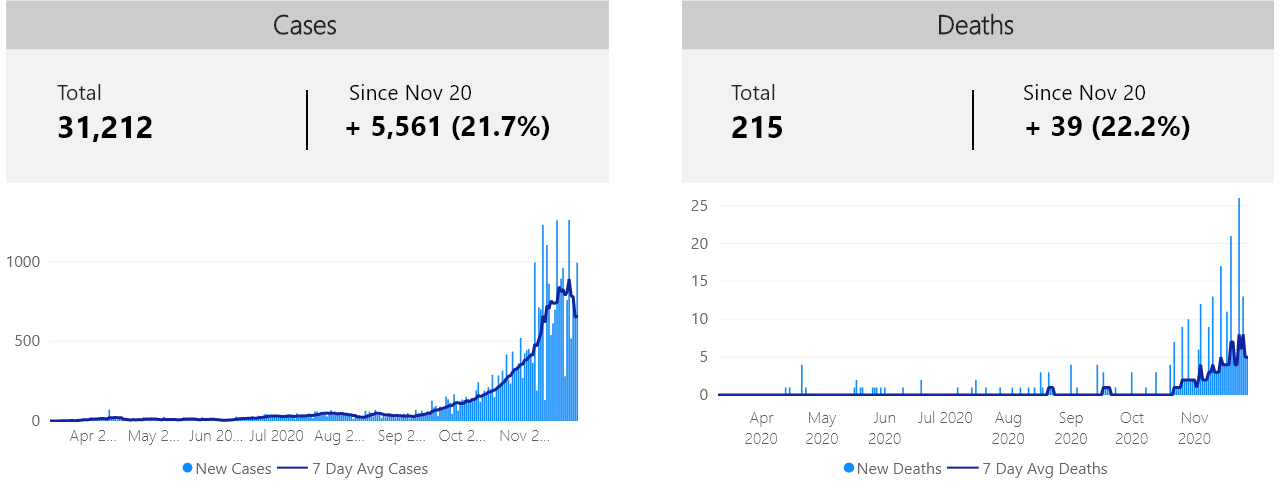 Cases
Total
31,212
Since Nov 20
+ 5,561 (21.7%)
1000
500
0
Apr 2... May 2... Jun 20... Jul 2020 Aug 2... Sep 2... Oct 2... Nov 2...
New Cases 7 Day Avg Cases
Deaths
Total
215
Since Nov 20
+ 39 (22.2%)
25
20
15
10
5
0
Apr 2020 May 2020 Jun 2020 Jul 2020 Aug 2020 Sep 2020 Oct 2020 Nov 2020
New Deaths 7 Day Avg Deaths